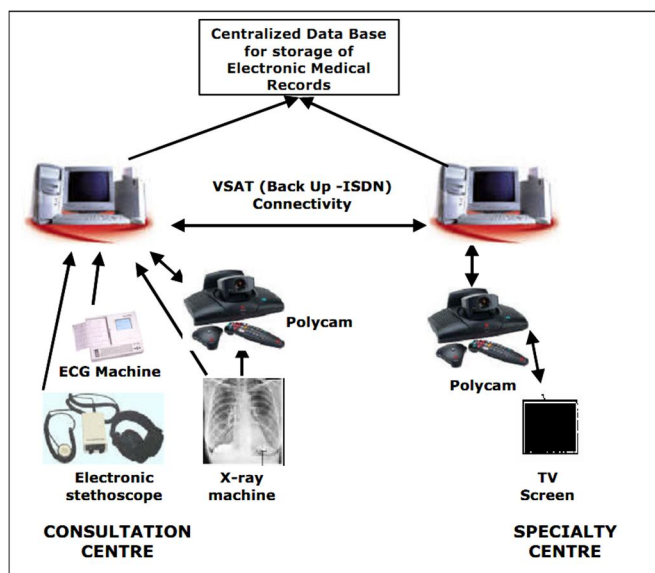 Centralized Data Base
for storage of
Electronic Medical
Records
VSAT (Back Up -ISDN)
Connectivity
Polycam
ECG Machine
Polycam
Electronic
stethoscope
X-ray
machine
TV
Screen
CONSULTATION
CENTRE
SPECIALTY
CENTRE